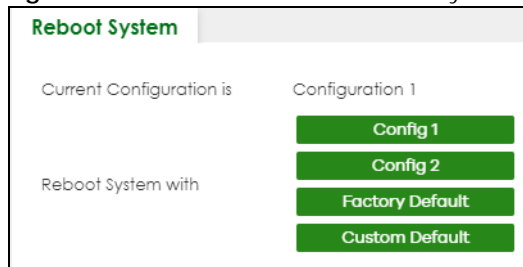 Reboot System
Current Configuration is Configuration 1
Config 1
Config 2
Reboot System with
Factory Default
Custom Default